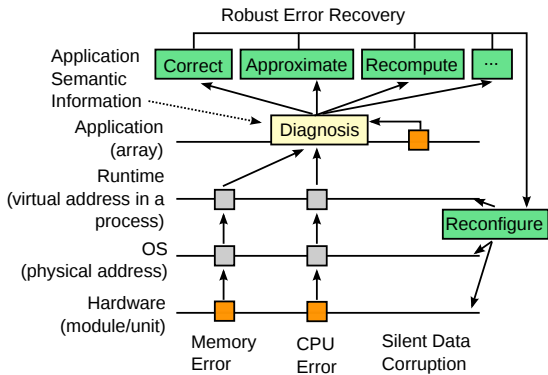 Robust Error Recovery
Application
Semantic
Information
Correct
Approximate
Recompute
...
Diagnosis
Application
(array)
Runtime
(virtual address in a
process)
Reconfigure
OS
(physical address)
Hardware
(module/unit)
Memory
Error
CPU
Error
Silent Data
Corruption